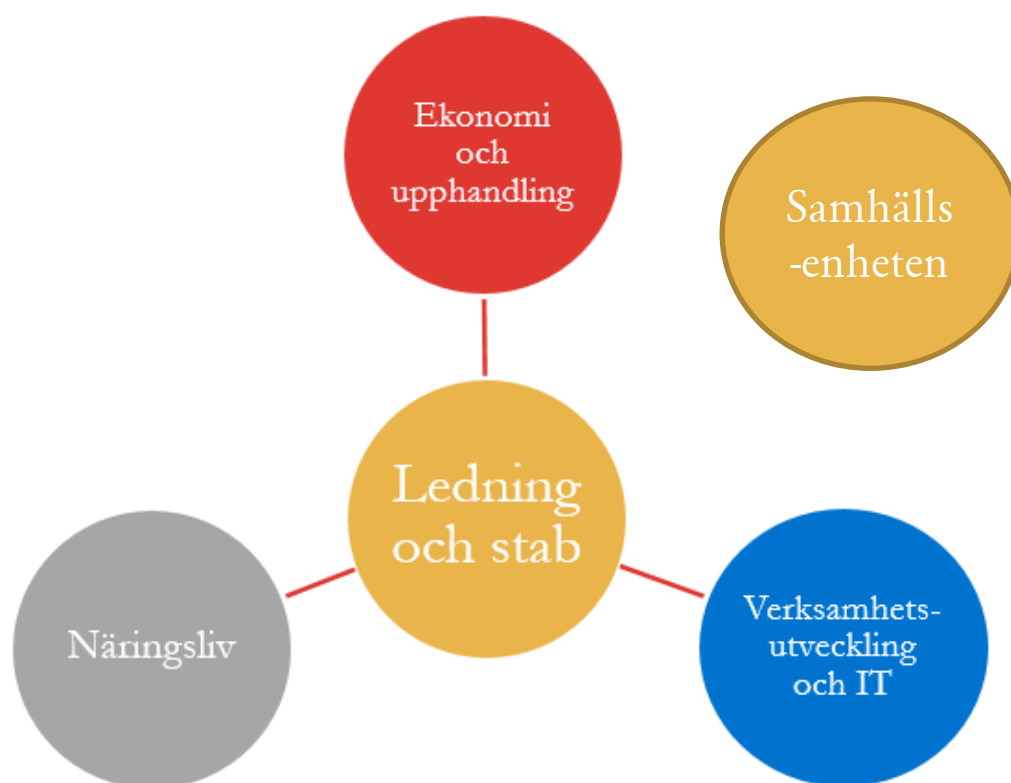 Ekonomi
och
upphandling
Samhälls
-enheten
Ledning
och stab
Näringsliv
Verksamhets-
utveckling
och IT